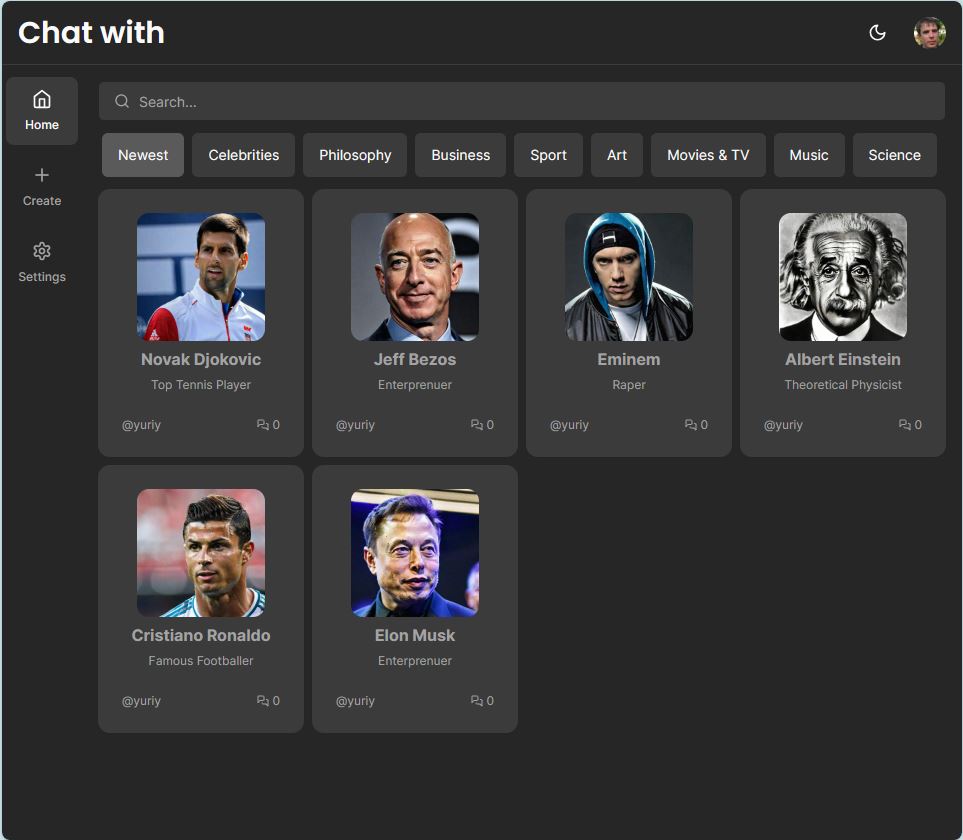 Chat with
Home
Create
Settings
Search...
Newest Celebrities Philosophy Business Sport Art Movies & TV Music Science
Novak Djokovic
Top Tennis Player
@yuriy 0
Jeff Bezos
Enterprenuer
@yuriy 0
Eminem
Raper
@yuriy 0
Albert Einstein
Theoretical Physicist
@yuriy 0
Cristiano Ronaldo
Famous Footballer
@yuriy 0
Elon Musk
Enterprenuer
@yuriy 0